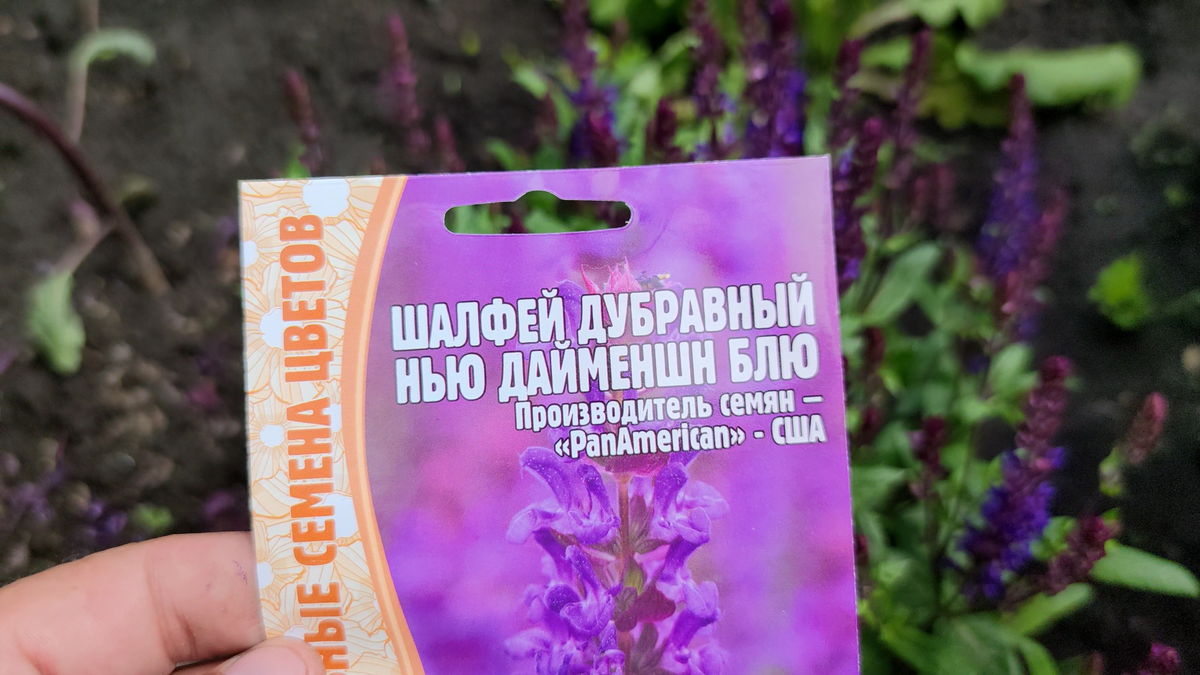 ШАЛФЕЙ ДУБРАВНЫЙ
НЬЮ ДАЙМЕНШН БЛЮ
Производитель семян –
«PanAmerican» - США
СЕМЕНА ЦВЕТОВ